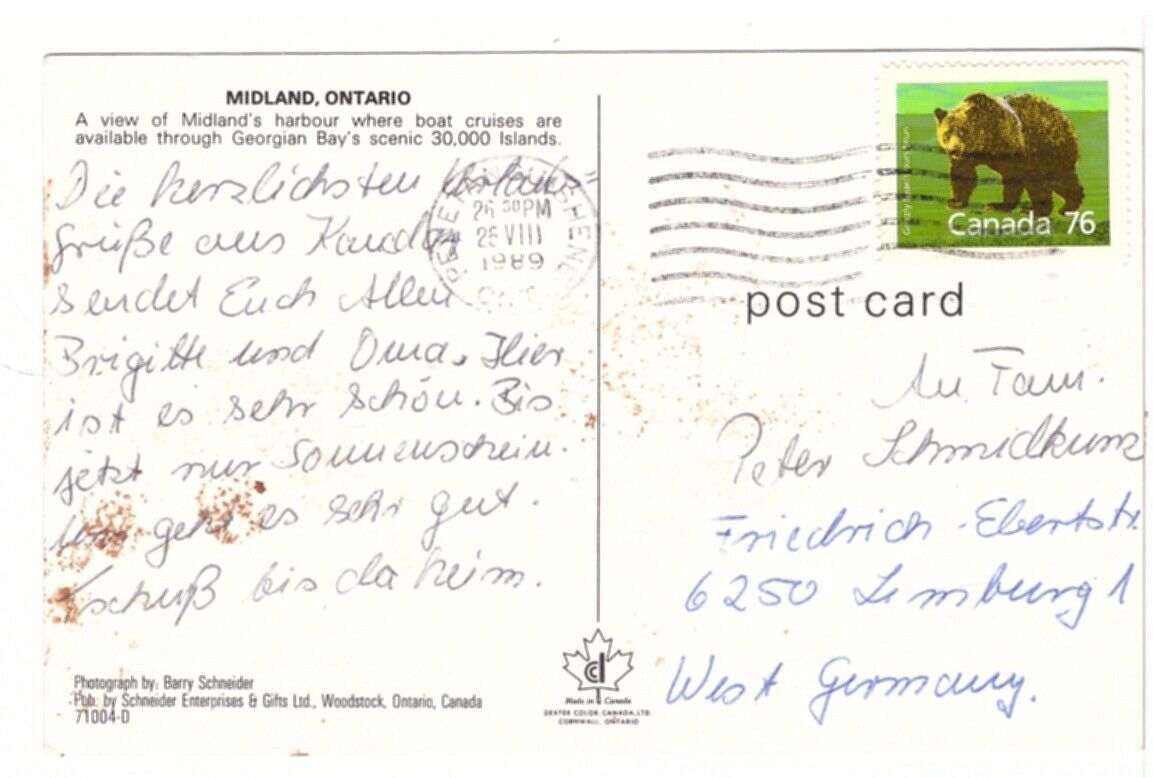 MIDLAND, ONTARIO
A view of Midland's harbour where boat cruises are
available through Georgian Bay's scenic 30,000 Islands.
Die herzlichsten Urlaubs=
grüße aus Kanada
sendet Euch Allen
Brigitte und Oma. Hier
ist es sehr schön. Bis
jetzt nur Sonnenschein.
Uns geht es sehr gut.
Tschuß bis daheim.
Photograph by: Barry Schneider
Pub. by Schneider Enterprises & Gifts Ltd., Woodstock, Ontario, Canada
71004-D
PM
25 VIII
1989
ONT
Made in Canada
DEXTER COLOR CANADA, LTD.
CORNWALL, ONTARIO
Canada 76
post card
An Fam.
Peter Schmidkunz
Friedrich-Ebertstr.
6250 Limburg 1
West Germany.